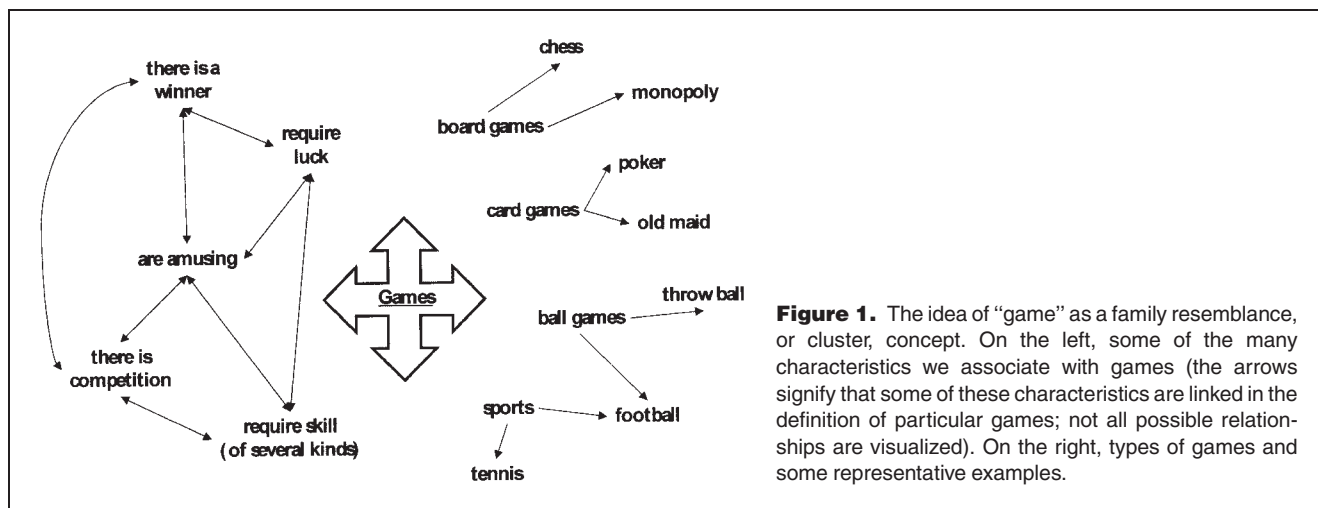 there is a
winner
require
luck
are amusing
there is
competition
require skill
(of several kinds)
Games
chess
monopoly
board games
poker
card games
old maid
throw ball
ball games
sports
football
tennis
Figure 1. The idea of “game” as a family resemblance,
or cluster, concept. On the left, some of the many
characteristics we associate with games (the arrows
signify that some of these characteristics are linked in the
definition of particular games; not all possible relation-
ships are visualized). On the right, types of games and
some representative examples.